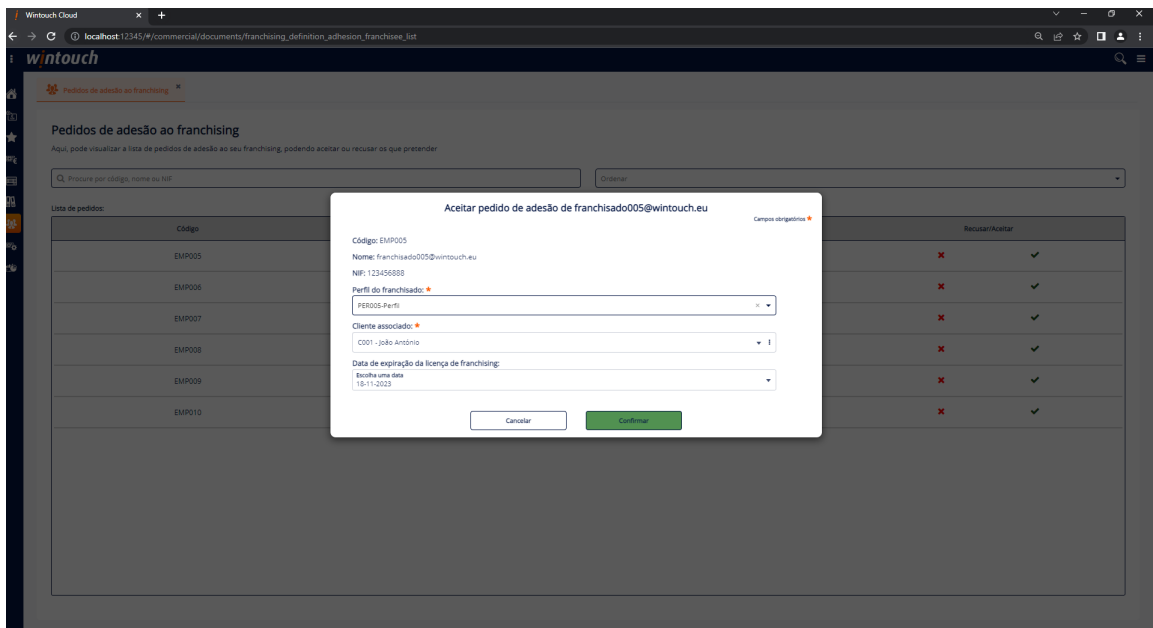 Wintouch Cloud
localhost:12345/#/commercial/documents/franchising_definition_adhesion_franchisee_list
wintouch
Pedidos de adesão ao franchising
Pedidos de adesão ao franchising
Aqui, pode visualizar a lista de pedidos de adesão ao seu franchising, podendo aceitar ou recusar os que pretender
Procure por código, nome ou NIF
Ordenar
Lista de pedidos:
Código
Recusar/Aceitar
EMP005
EMP006
EMP007
EMP008
EMP009
EMP010
Aceitar pedido de adesão de franchisado005@wintouch.eu
Campos obrigatórios *
Código: EMP005
Nome: franchisado005@wintouch.eu
NIF: 123456888
Perfil do franchisado: *
PER005-Perfil
Cliente associado: *
C001 - João António
Data de expiração da licença de franchising:
Escolha uma data
18-11-2023
Cancelar
Confirmar